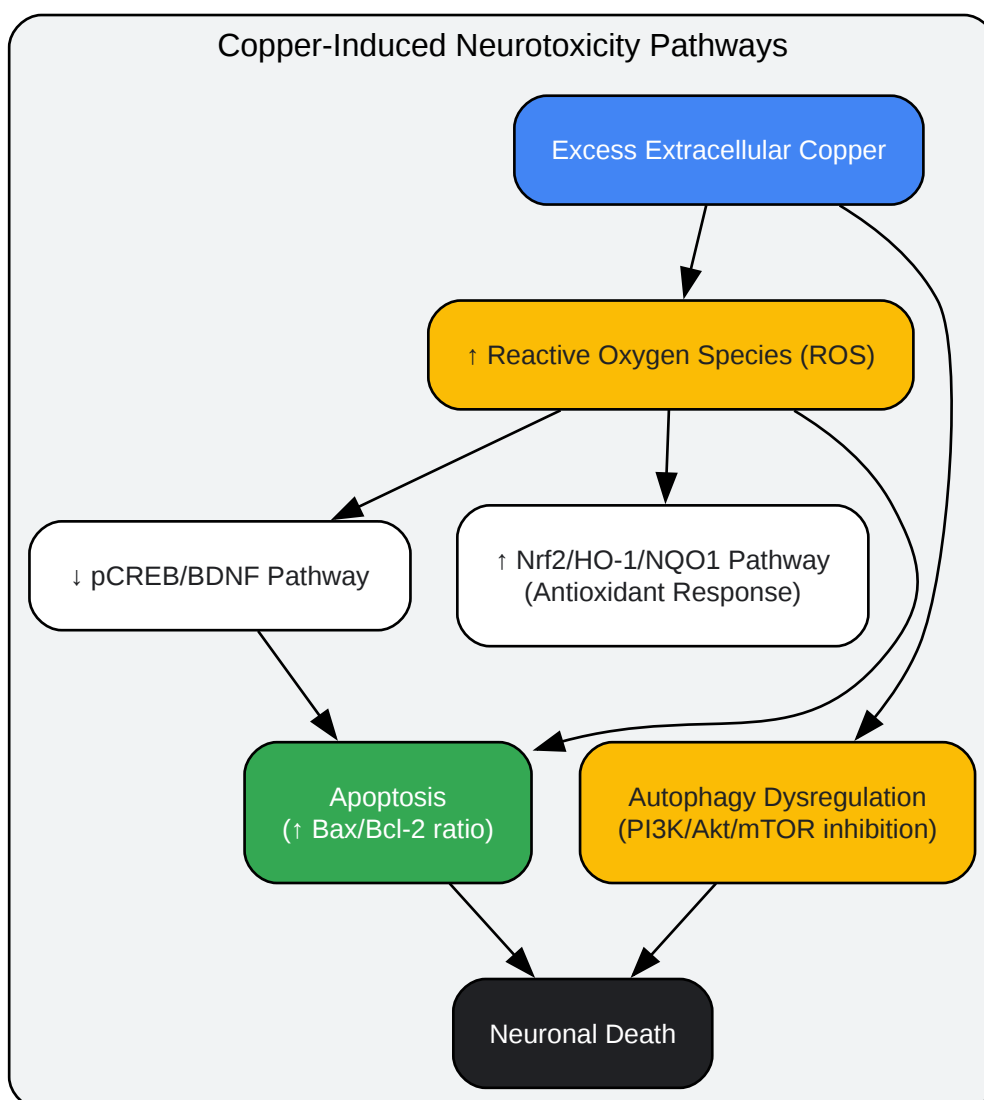 Copper-Induced Neurotoxicity Pathways
Excess Extracellular Copper
↑ Reactive Oxygen Species (ROS)
↓ pCREB/BDNF Pathway
↑ Nrf2/HO-1/NQO1 Pathway
(Antioxidant Response)
Apoptosis
(↑ Bax/Bcl-2 ratio)
Autophagy Dysregulation
(PI3K/Akt/mTOR inhibition)
Neuronal Death